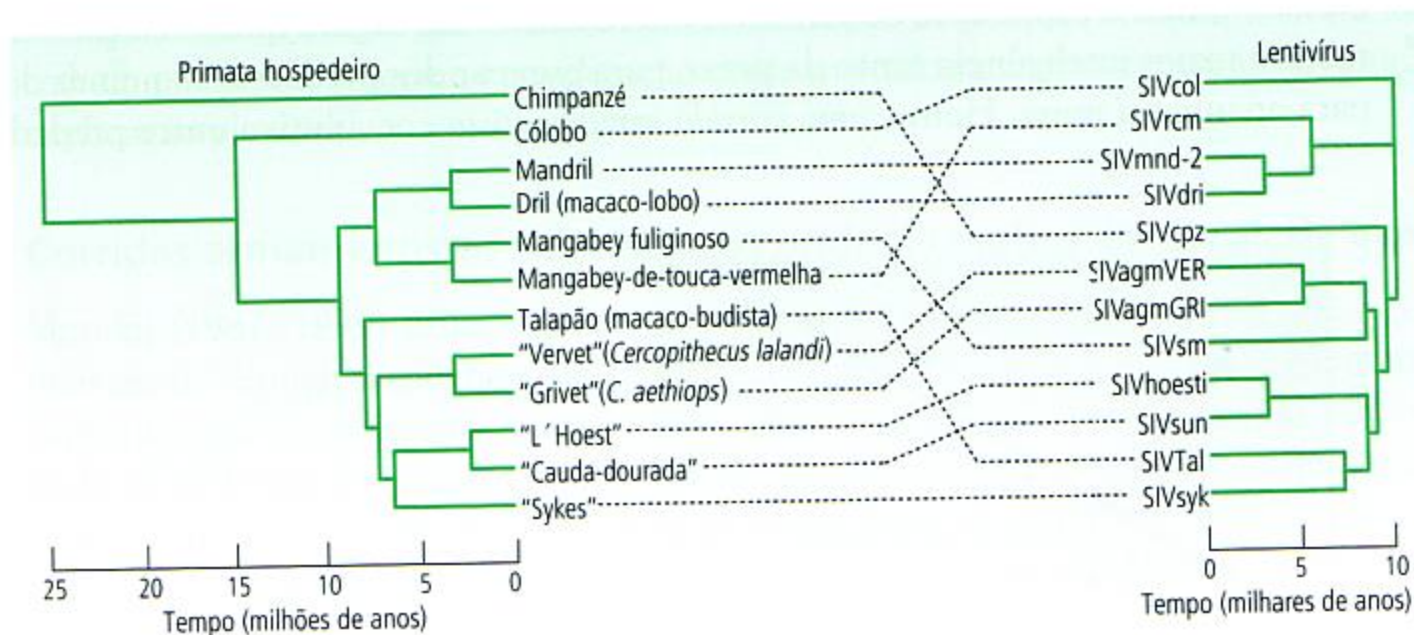 Primata hospedeiro
Lentivírus
Chimpanzé
Cólobo
Mandril
Dril (macaco-lobo)
Mangabey fuliginoso
Mangabey-de-touca-vermelha
Talapão (macaco-budista)
“Vervet”(Cercopithecus lalandi)
“Grivet”(C. aethiops)
“L´Hoest”
“Cauda-dourada”
“Sykes”
SIVcol
SIVrcm
SIVmnd-2
SIVdri
SIVcpz
SIVagmVER
SIVagmGRI
SIVsm
SIVhoesti
SIVsun
SIVTal
SIVsyk
25 20 15 10 5 0
Tempo (milhões de anos)
0 5 10
Tempo (milhares de anos)